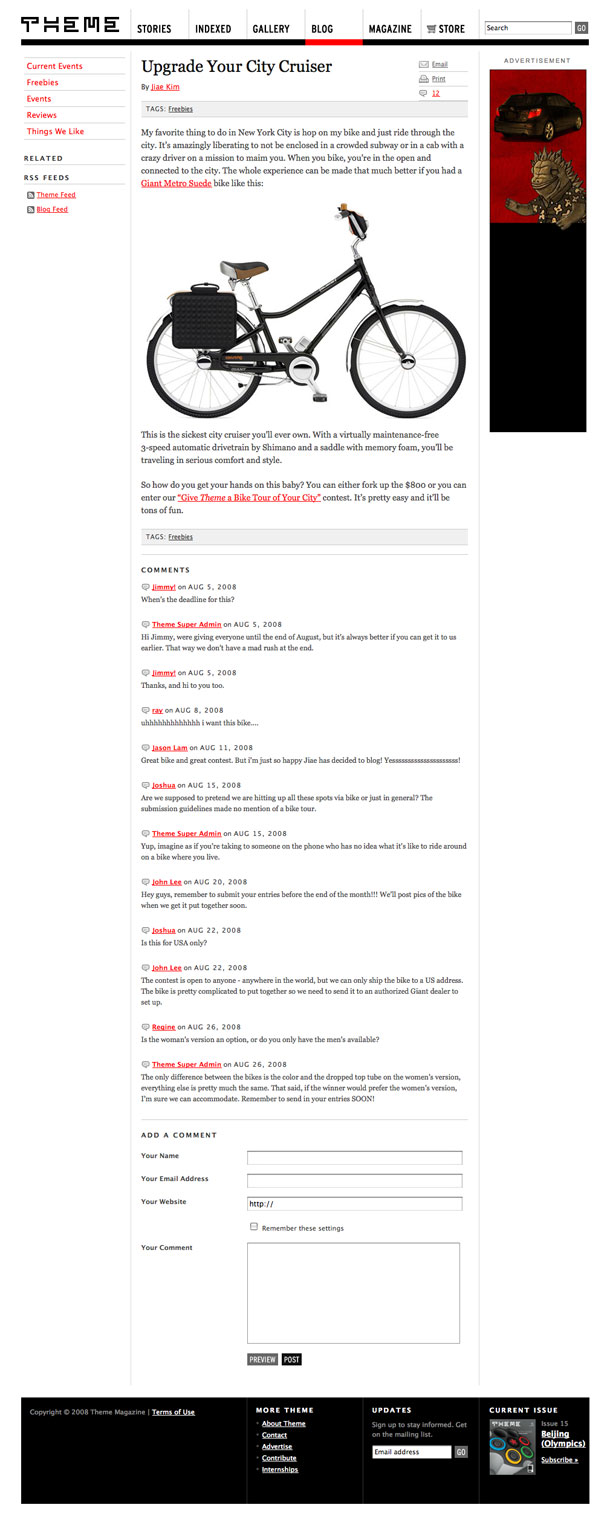 THEME
STORIES
INDEXED
GALLERY
BLOG
MAGAZINE
STORE
Search
GO
Current Events
Freebies
Events
Reviews
Things We Like
RELATED
RSS FEEDS
Theme Feed
Blog Feed
Upgrade Your City Cruiser
By Jiae Kim
Email
Print
12
TAGS: Freebies
My favorite thing to do in New York City is hop on my bike and just ride through the
city. It's amazingly liberating to not be enclosed in a crowded subway or in a cab with a
crazy driver on a mission to maim you. When you bike, you're in the open and
connected to the city. The whole experience can be made that much better if you had a
Giant Metro Suede bike like this:
This is the sickest city cruiser you'll ever own. With a virtually maintenance-free
3-speed automatic drivetrain by Shimano and a saddle with memory foam, you'll be
traveling in serious comfort and style.
So how do you get your hands on this baby? You can either fork up the $800 or you can
enter our "Give Theme a Bike Tour of Your City" contest. It's pretty easy and it'll be
tons of fun.
TAGS: Freebies
COMMENTS
Jimmy! on AUG 5, 2008
When's the deadline for this?
Theme Super Admin on AUG 5, 2008
Hi Jimmy, were giving everyone until the end of August, but it's always better if you can get it to us
earlier. That way we don't have a mad rush at the end.
Jimmy! on AUG 5, 2008
Thanks, and hi to you too.
ray on AUG 8, 2008
uhhhhhhhhhhhhh i want this bike....
Jason Lam on AUG 11, 2008
Great bike and great contest. But i'm just so happy Jiae has decided to blog! Yessssssssssssssssssssss!
Joshua on AUG 15, 2008
Are we supposed to pretend we are hitting up all these spots via bike or just in general? The
submission guidelines made no mention of a bike tour.
Theme Super Admin on AUG 15, 2008
Yup, imagine as if you're taking to someone on the phone who has no idea what it's like to ride around
on a bike where you live.
John Lee on AUG 20, 2008
Hey guys, remember to submit your entries before the end of the month!!! We'll post pics of the bike
when we get it put together soon.
Joshua on AUG 22, 2008
Is this for USA only?
John Lee on AUG 22, 2008
The contest is open to anyone - anywhere in the world, but we can only ship the bike to a US address.
The bike is pretty complicated to put together so we need to send it to an authorized Giant dealer to
set up.
Regine on AUG 26, 2008
Is the woman's version an option, or do you only have the men's available?
Theme Super Admin on AUG 26, 2008
The only difference between the bikes is the color and the dropped top tube on the women's version,
everything else is pretty much the same. That said, if the winner would prefer the women's version,
I'm sure we can accommodate. Remember to send in your entries SOON!
ADD A COMMENT
Your Name
Your Email Address
Your Website
http://
Remember these settings
Your Comment
PREVIEW
POST
ADVERTISEMENT
Copyright © 2008 Theme Magazine | Terms of Use
MORE THEME
About Theme
Contact
Advertise
Contribute
Internships
UPDATES
Sign up to stay informed. Get
on the mailing list.
Email address
GO
CURRENT ISSUE
THEME
Issue 15
Beijing
(Olympics)
Subscribe »